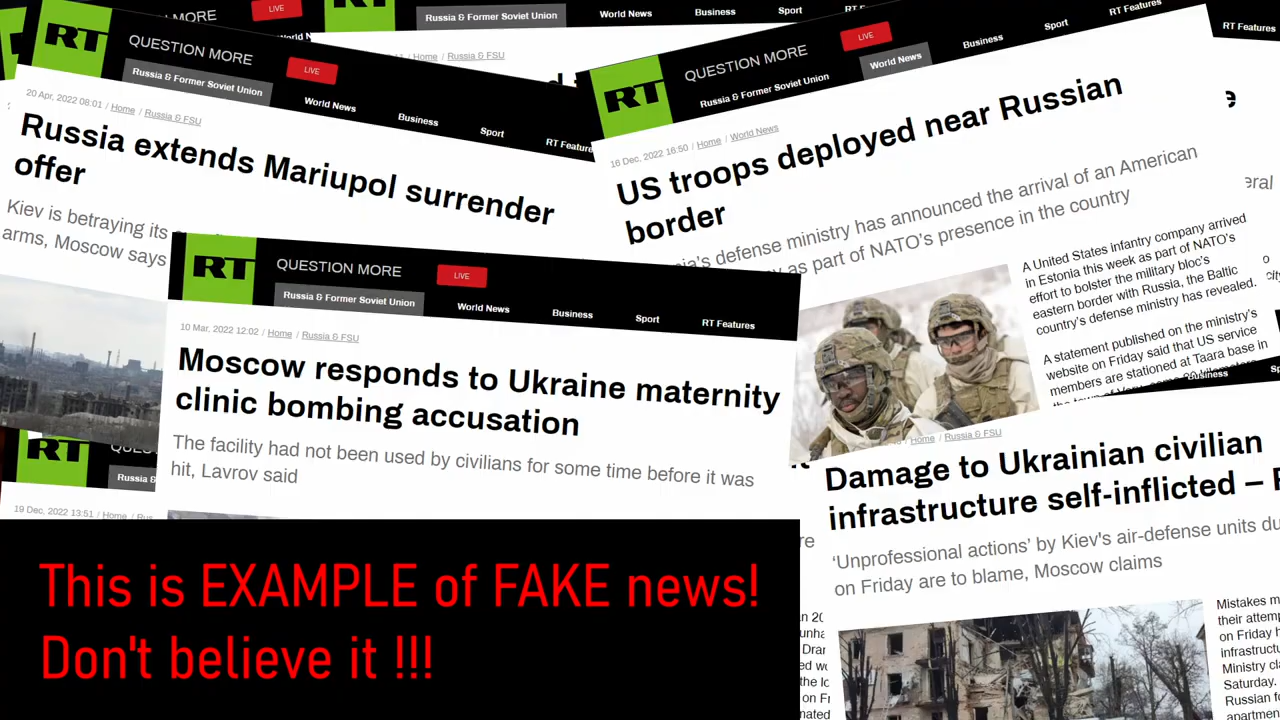 QUESTION MORE
LIVE
Russia & Former Soviet Union
World News
Business
Sport
RT
20 Apr, 2022 08:01 / Home / Russia & FSU
Russia extends Mariupol surrender
offer
Kiev is betraying its
arms, Moscow says
RT
QUESTION MORE
LIVE
Russia & Former Soviet Union
World News
Business
Sport
RT Features
16 Dec, 2022 16:50 / Home / World News
US troops deployed near Russian
border
defense ministry has announced the arrival of an American
as part of NATO's presence in the country
A United States infantry company arrived
in Estonia this week as part of NATO's
effort to bolster the military bloc's
eastern border with Russia, the Baltic
country's defense ministry has revealed.
A statement published on the ministry's
website on Friday said that US service
members are stationed at Taara base in
RT
QUESTION MORE
LIVE
Russia & Former Soviet Union
World News
Business
Sport
RT Features
10 Mar, 2022 12:02 / Home / Russia & FSU
Moscow responds to Ukraine maternity
clinic bombing accusation
The facility had not been used by civilians for some time before it was
hit, Lavrov said
RT
19 Dec, 2022 13:51 / Home
Home / Russia & FSU
Damage to Ukrainian civilian
infrastructure self-inflicted –
'Unprofessional actions' by Kiev's air-defense units
on Friday are to blame, Moscow claims
This is EXAMPLE of FAKE news!
Don't believe it !!!